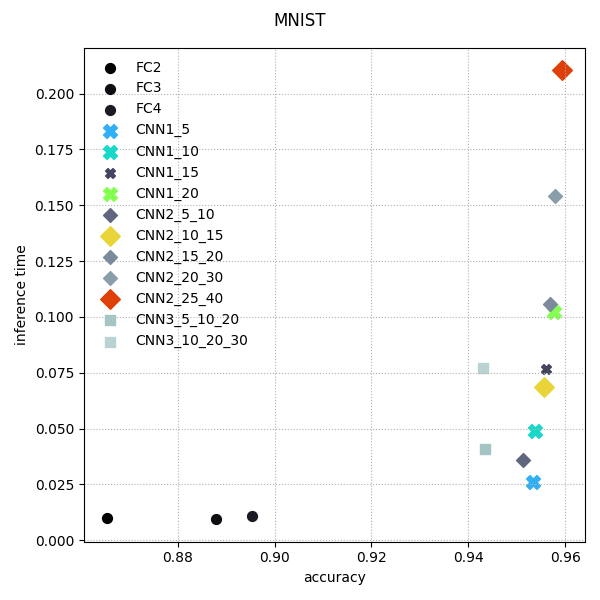 MNIST
FC2
FC3
FC4
CNN1_5
CNN1_10
CNN1_15
CNN1_20
CNN2_5_10
CNN2_10_15
CNN2_15_20
CNN2_20_30
CNN2_25_40
CNN3_5_10_20
CNN3_10_20_30
0.200
0.175
0.150
0.125
0.100
0.075
0.050
0.025
0.000
inference time
0.88 0.90 0.92 0.94 0.96
accuracy